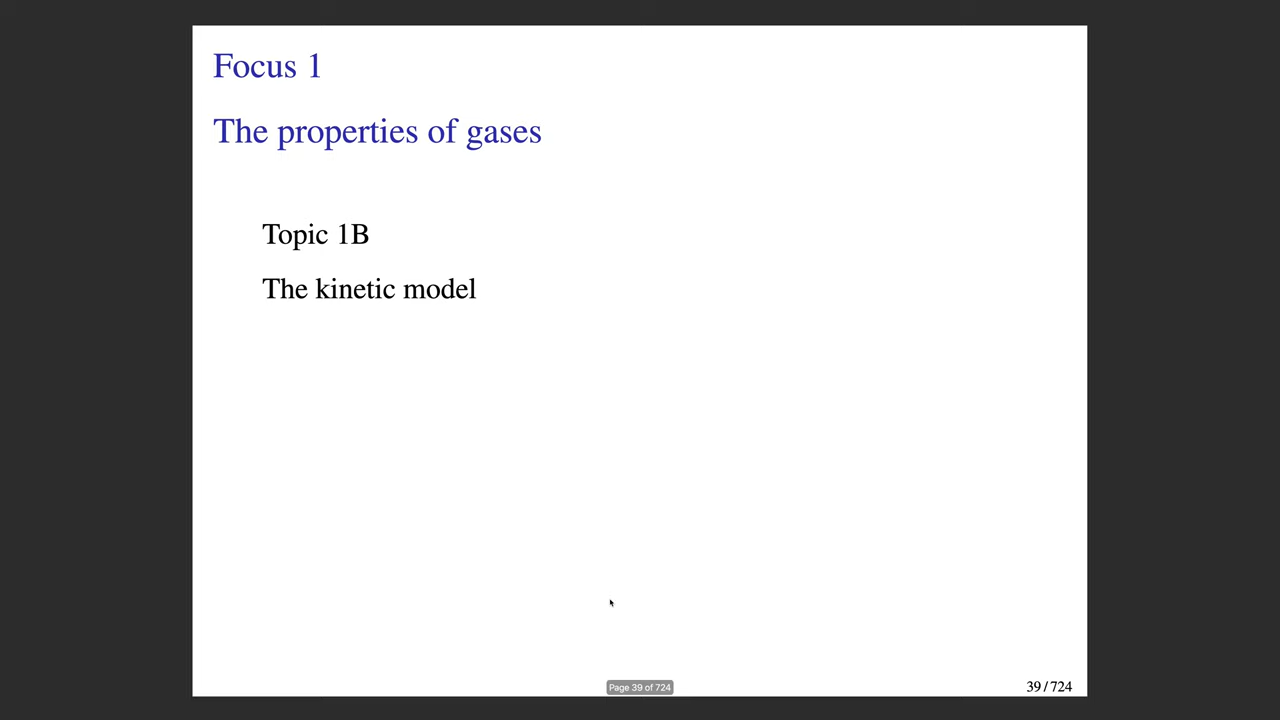 Focus 1
The properties of gases
Topic 1B
The kinetic model
Page 39 of 724
39 / 724